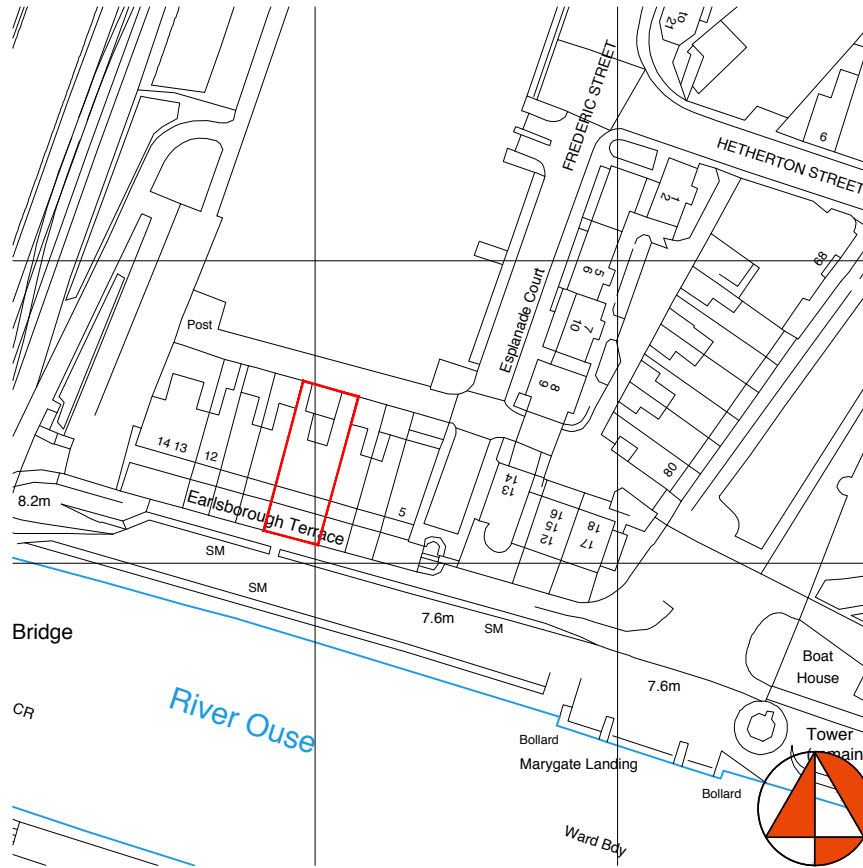 to
21
FREDERIC STREET
6
HETHERTON STREET
1
2
68
5
6
Esplanade Court
7
10
Post
8
9
14 13
12
80
13
14
8.2m
Earlsborough Terrace
5
16
15
12
18
17
SM
SM
7.6m
SM
Bridge
Boat
House
7.6m
CR
River Ouse
Tower
Bollard
Marygate Landing
Bollard
Ward Bdy